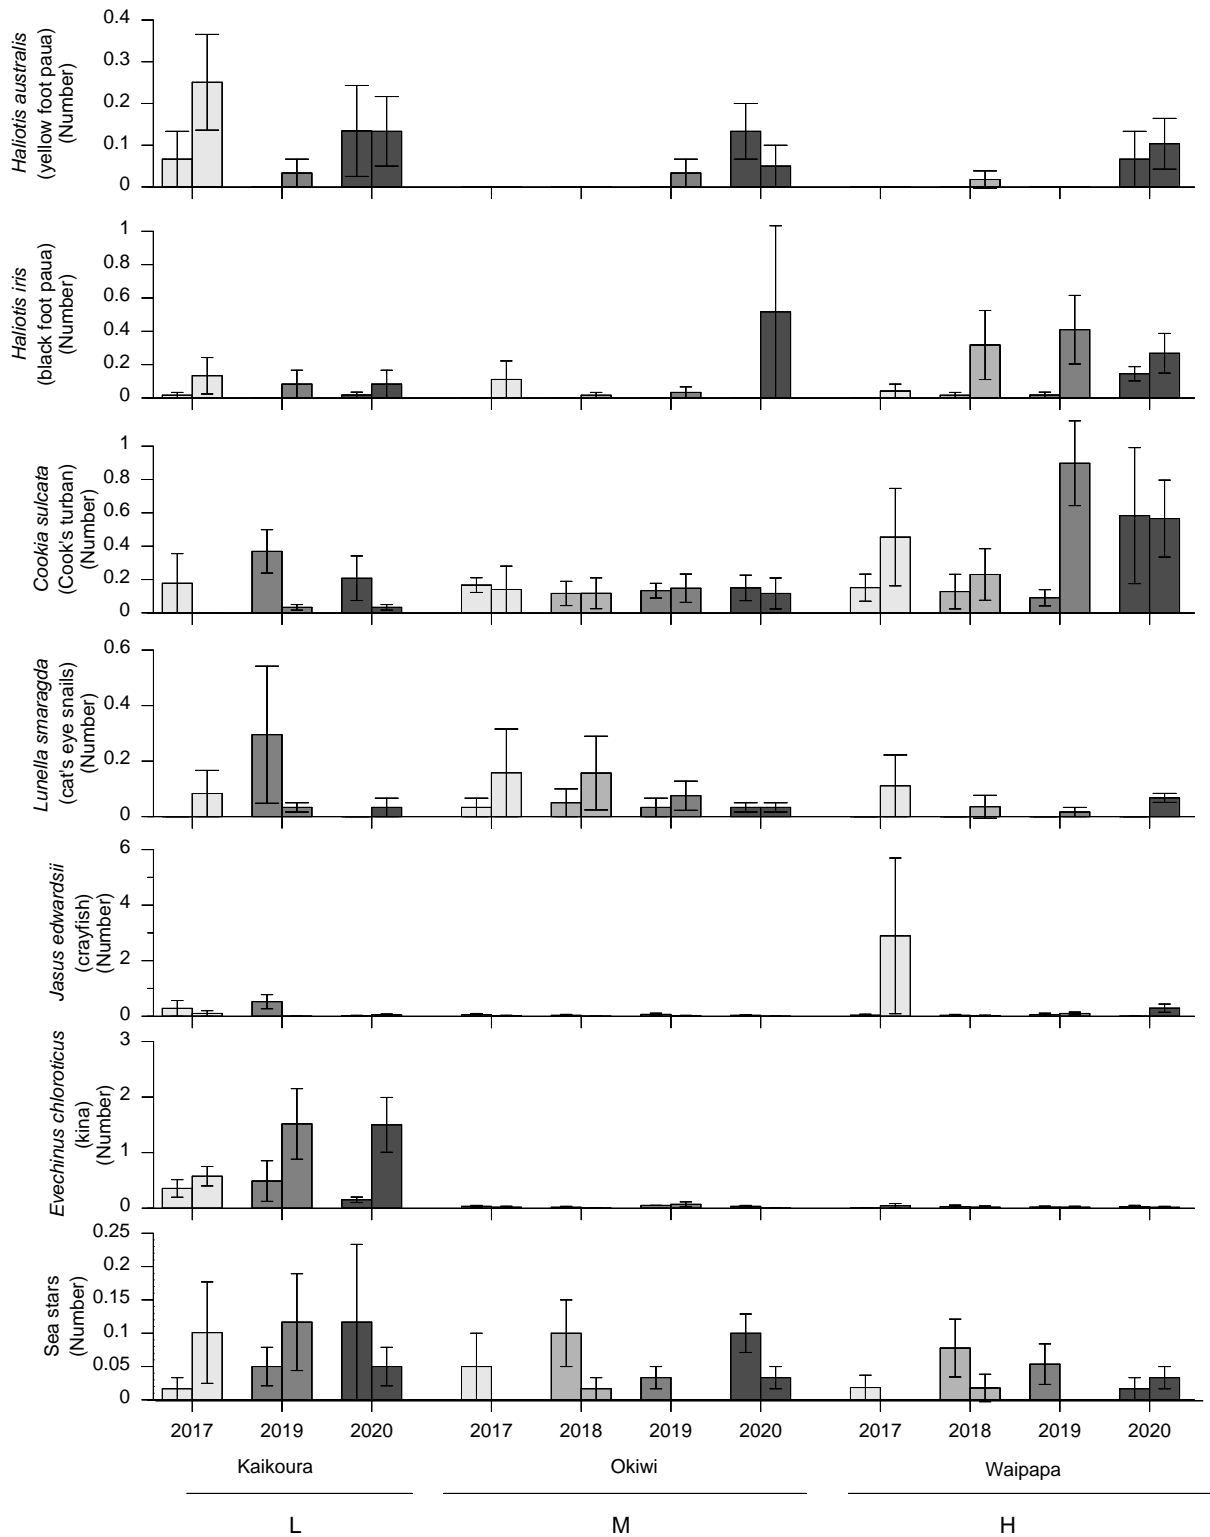 Haliotis australis
(yellow foot paua)
(Number)
0.4
0.3
0.2
0.1
0
Haliotis iris
(black foot paua)
(Number)
1
0.8
0.6
0.4
0.2
0
Cookia sulcata
(Cook's turban)
(Number)
1
0.8
0.6
0.4
0.2
0
Lunella smaragda
(cat's eye snails)
(Number)
0.6
0.4
0.2
0
Jasus edwardsii
(crayfish)
(Number)
6
4
2
0
Evechinus chloroticus
(kina)
(Number)
3
2
1
0
Sea stars
(Number)
0.25
0.2
0.15
0.1
0.05
0
2017 2019 2020 2017 2018 2019 2020 2017 2018 2019 2020
Kaikoura Okiwi Waipapa
L M H